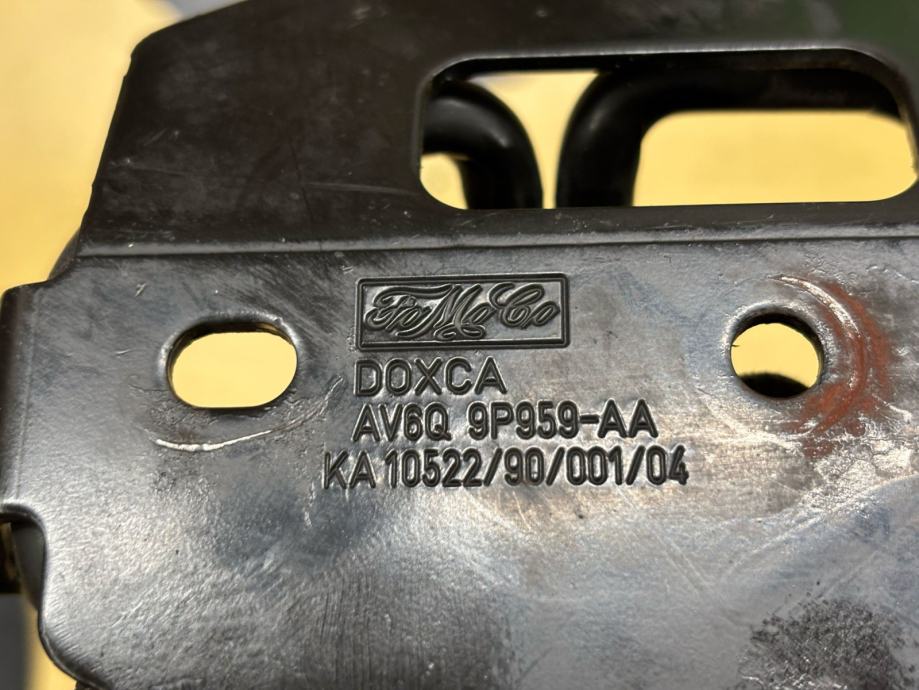 FoMoCo
DOXCA
AV6Q 9P959-AA
KA 10522/90/001/04